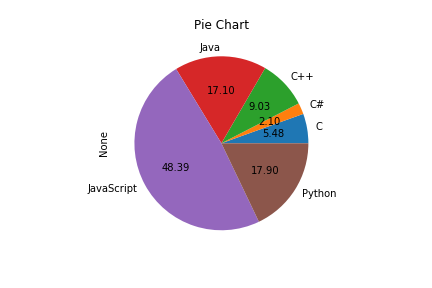 Pie Chart
Java
C++
17.10
C#
9.03
2.10
C
5.48
None
48.39
17.90
JavaScript
Python